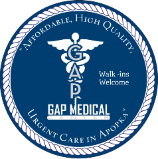 AFFORDABLE, HIGH QUALITY,
GAP
Walk-ins
Welcome
GAP MEDICAL
URGENT CARE IN APOPKA